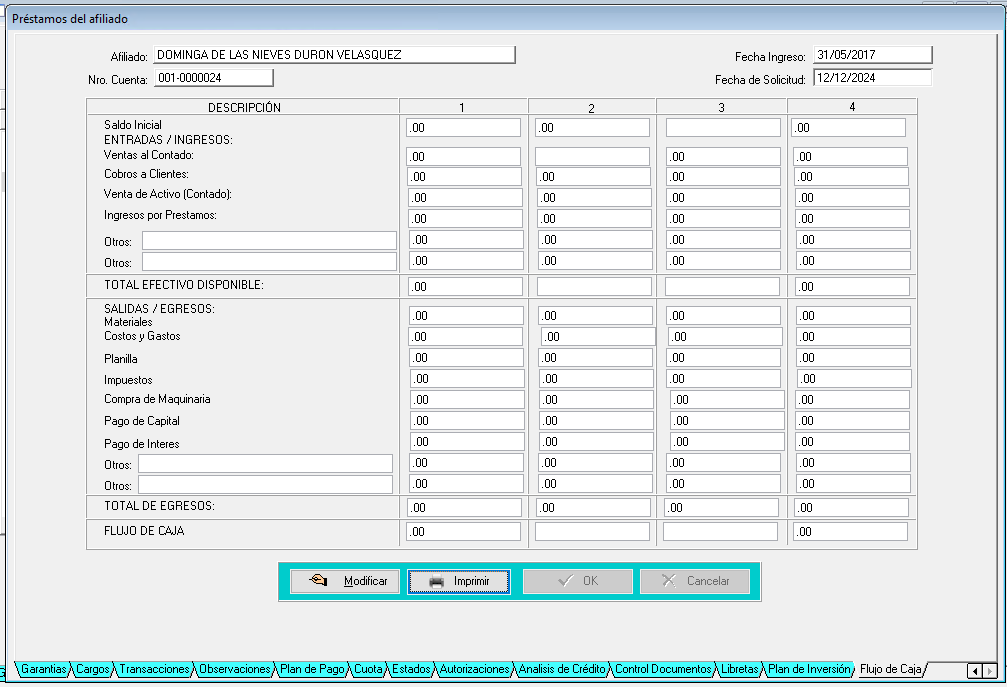 Préstamos del afiliado
Afiliado: DOMINGA DE LAS NIEVES DURON VELASQUEZ Fecha Ingreso: 31/05/2017
Nro. Cuenta: 001-0000024 Fecha de Solicitud: 12/12/2024
DESCRIPCIÓN 1 2 3 4
Saldo Inicial .00 .00 .00
ENTRADAS / INGRESOS:
Ventas al Contado: .00 .00 .00
Cobros a Clientes: .00 .00 .00 .00
Venta de Activo (Contado): .00 .00 .00 .00
Ingresos por Prestamos: .00 .00 .00 .00
Otros: .00 .00 .00 .00
Otros: .00 .00 .00 .00
TOTAL EFECTIVO DISPONIBLE: .00 .00
SALIDAS / EGRESOS:
Materiales .00 .00 .00 .00
Costos y Gastos .00 .00 .00 .00
Planilla .00 .00 .00 .00
Impuestos .00 .00 .00 .00
Compra de Maquinaria .00 .00 .00 .00
Pago de Capital .00 .00 .00 .00
Pago de Interes .00 .00 .00 .00
Otros: .00 .00 .00 .00
Otros: .00 .00 .00 .00
TOTAL DE EGRESOS: .00 .00 .00 .00
FLUJO DE CAJA .00 .00
Modificar Imprimir OK Cancelar
Garantias Cargos Transacciones Observaciones Plan de Pago Cuota Estados Autorizaciones Analisis de Crédito Control Documentos Libretas Plan de Inversión Flujo de Caja